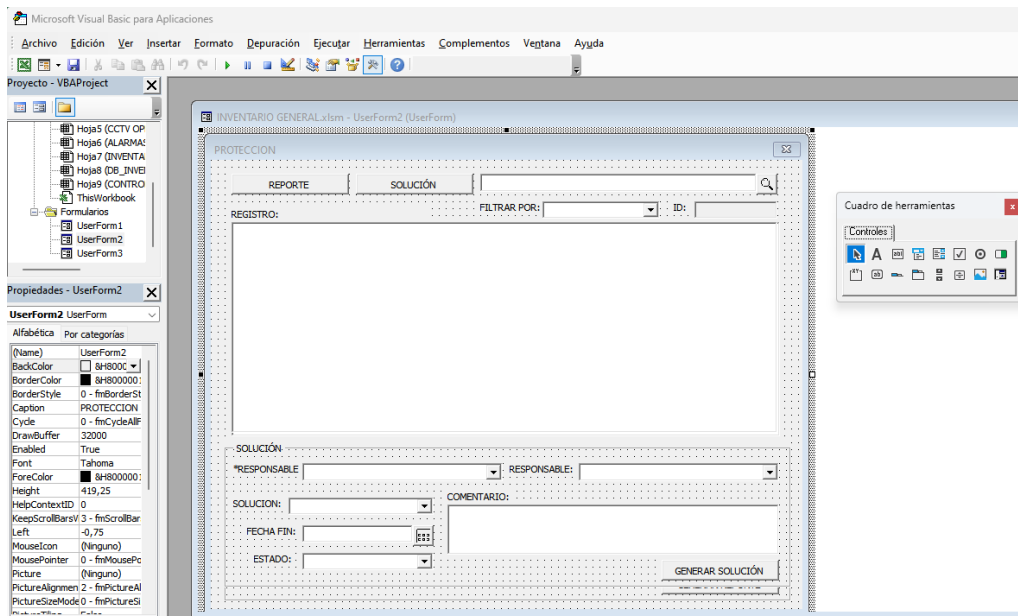 Microsoft Visual Basic para Aplicaciones
Archivo Edición Ver Insertar Formato Depuración Ejecutar Herramientas Complementos Ventana Ayuda
Proyecto - VBAProject
Hoja5 (CCTV OP
Hoja6 (ALARMAS
Hoja7 (INVENTA
Hoja8 (DB_INVE
Hoja9 (CONTRO
ThisWorkbook
Formularios
UserForm1
UserForm2
UserForm3
Propiedades - UserForm2
UserForm2 UserForm
Alfabética Por categorías
(Name) UserForm2
BackColor &H8000
BorderColor &H800000
BorderStyle 0 - fmBorderSt
Caption PROTECCION
Cycle 0 - fmCycleAllF
DrawBuffer 32000
Enabled True
Font Tahoma
ForeColor &H800000
Height 419,25
HelpContextID 0
KeepScrollBarsV 3 - fmScrollBar
Left -0,75
MouseIcon (Ninguno)
MousePointer 0 - fmMousePo
Picture (Ninguno)
PictureAlignmen 2 - fmPictureAl
PictureSizeMode 0 - fmPictureSi
INVENTARIO GENERAL.xlsm - UserForm2 (UserForm)
PROTECCION
REPORTE SOLUCIÓN
FILTRAR POR: ID:
REGISTRO:
SOLUCIÓN
*RESPONSABLE RESPONSABLE:
SOLUCION: COMENTARIO:
FECHA FIN:
ESTADO:
GENERAR SOLUCIÓN
Cuadro de herramientas
Controles